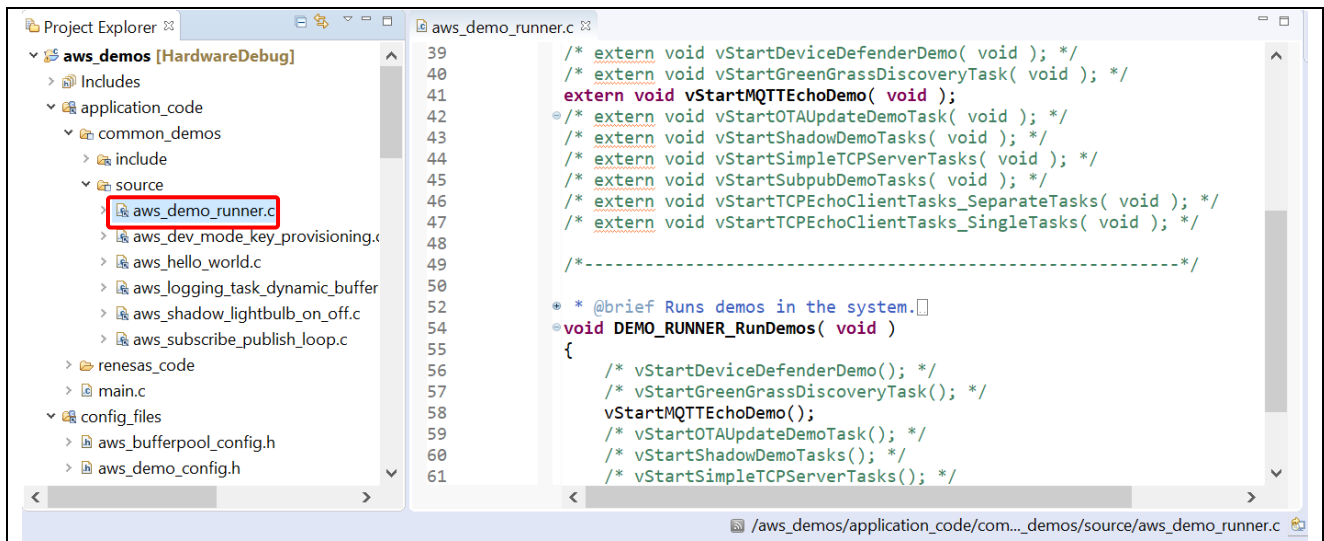 Project Explorer
aws_demos [HardwareDebug]
Includes
application_code
common_demos
include
source
aws_demo_runner.c
aws_dev_mode_key_provisioning.c
aws_hello_world.c
aws_logging_task_dynamic_buffer
aws_shadow_lightbulb_on_off.c
aws_subscribe_publish_loop.c
renesas_code
main.c
config_files
aws_bufferpool_config.h
aws_demo_config.h
aws_demo_runner.c
39 /* extern void vStartDeviceDefenderDemo( void ); */
40 /* extern void vStartGreenGrassDiscoveryTask( void ); */
41 extern void vStartMQTTEchoDemo( void );
42 /* extern void vStartOTAUpdateDemoTask( void ); */
43 /* extern void vStartShadowDemoTasks( void ); */
44 /* extern void vStartSimpleTCPServerTasks( void ); */
45 /* extern void vStartSubpubDemoTasks( void ); */
46 /* extern void vStartTCPEchoClientTasks_SeparateTasks( void ); */
47 /* extern void vStartTCPEchoClientTasks_SingleTasks( void ); */
48
49 /*-----------------------------------------------------------*/
50
52 * @brief Runs demos in the system.
54 void DEMO_RUNNER_RunDemos( void )
55 {
56 /* vStartDeviceDefenderDemo(); */
57 /* vStartGreenGrassDiscoveryTask(); */
58 vStartMQTTEchoDemo();
59 /* vStartOTAUpdateDemoTask(); */
60 /* vStartShadowDemoTasks(); */
61 /* vStartSimpleTCPServerTasks(); */
/aws_demos/application_code/com..._demos/source/aws_demo_runner.c